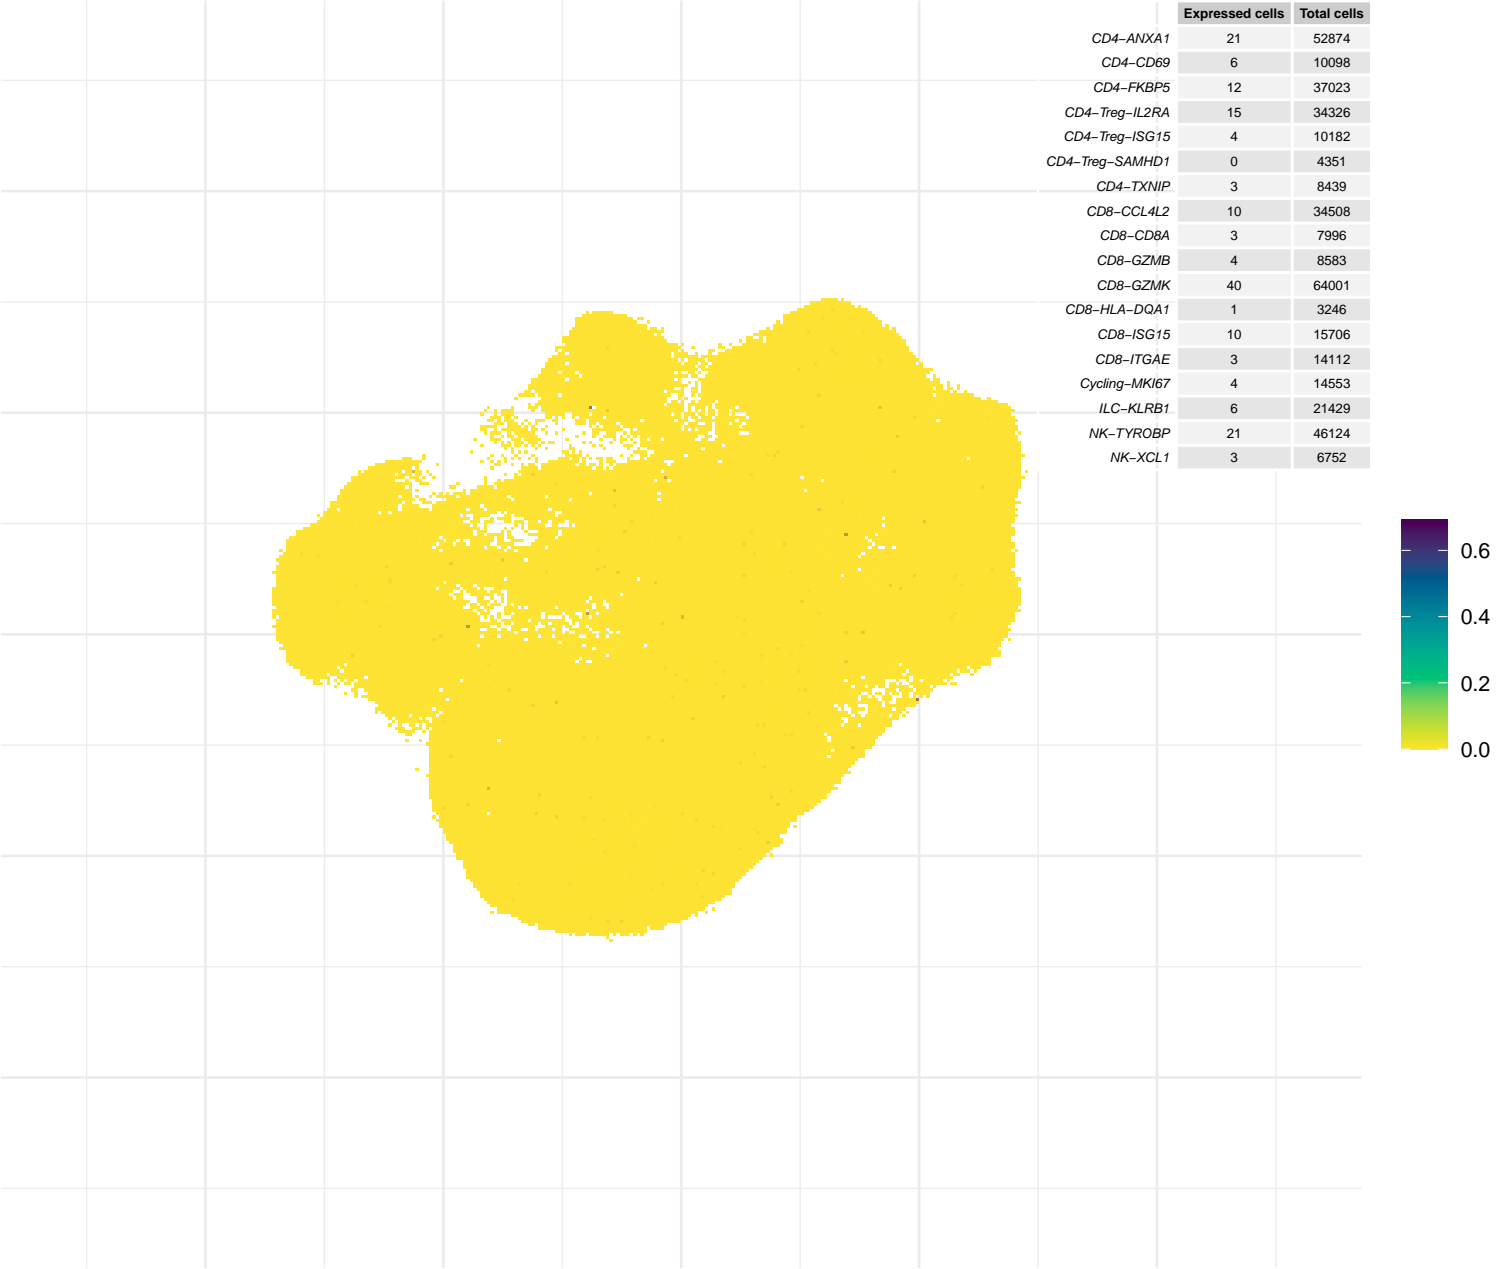 Expressed cells Total cells
CD4−ANXA1 21 52874
CD4−CD69 6 10098
CD4−FKBP5 12 37023
CD4−Treg−IL2RA 15 34326
CD4−Treg−ISG15 4 10182
CD4−Treg−SAMHD1 0 4351
CD4−TXNIP 3 8439
CD8−CCL4L2 10 34508
CD8−CD8A 3 7996
CD8−GZMB 4 8583
CD8−GZMK 40 64001
CD8−HLA−DQA1 1 3246
CD8−ISG15 10 15706
CD8−ITGAE 3 14112
Cycling−MKI67 4 14553
ILC−KLRB1 6 21429
NK−TYROBP 21 46124
NK−XCL1 3 6752
0.6
0.4
0.2
0.0